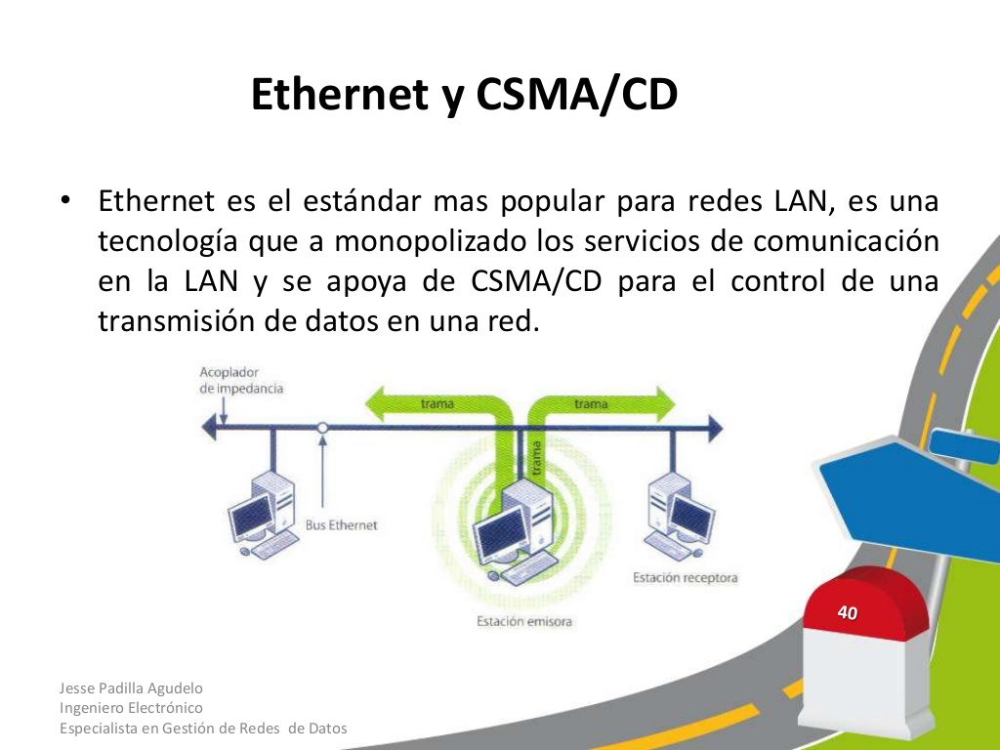 Ethernet y CSMA/CD
• Ethernet es el estándar mas popular para redes LAN, es una
tecnología que a monopolizado los servicios de comunicación
en la LAN y se apoya de CSMA/CD para el control de una
transmisión de datos en una red.
Acoplador
de impedancia
trama
trama
trama
Bus Ethernet
Estación receptora
Estación emisora
40
Jesse Padilla Agudelo
Ingeniero Electrónico
Especialista en Gestión de Redes de Datos